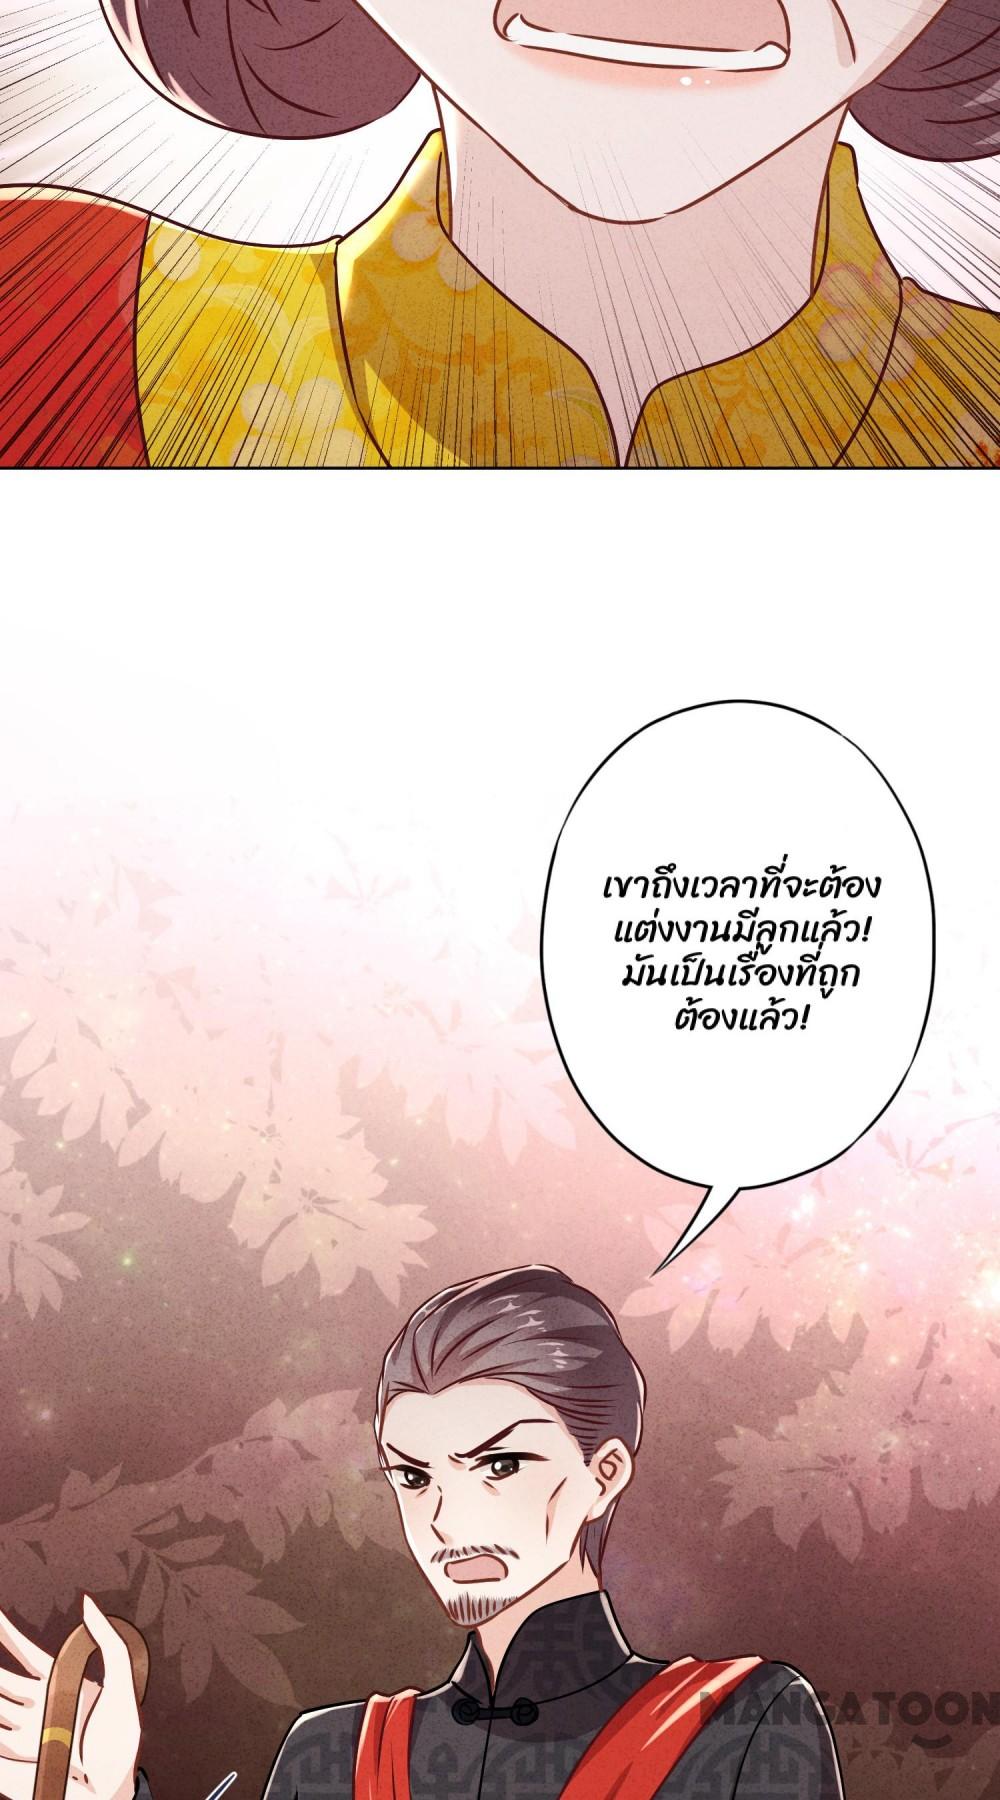 เขาถึงเวลาที่จะต้อง
แต่งงานมีลูกแล้ว!
มันเป็นเรื่องที่ถูก
ต้องแล้ว!
MANGATOON